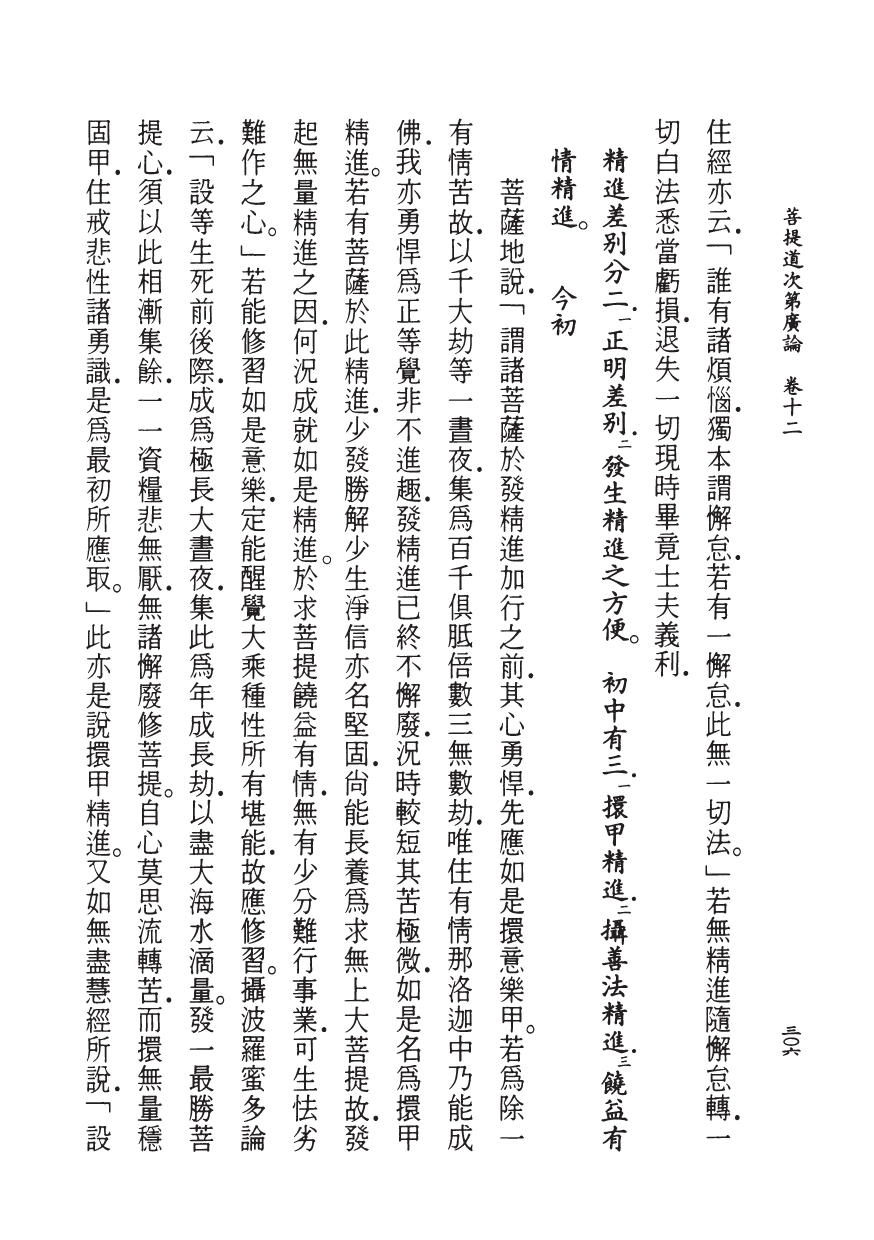 菩提道次第廣論　卷十二
三〇六
住經亦云．「誰有諸煩惱．獨本謂懈怠．若有一懈怠．此無一切法。」若無精進隨懈怠轉．一
切白法悉當虧損．退失一切現時畢竟士夫義利．
精進差别分二．一正明差别．二發生精進之方便。　初中有三．一擐甲精進．二攝善法精進．三饒益有
情精進。　今初
菩薩地說．「謂諸菩薩於發精進加行之前．其心勇悍．先應如是擐意樂甲。若爲除一
有情苦故．以千大劫等一晝夜．集爲百千俱胝倍數三無數劫．唯住有情那洛迦中乃能成
佛．我亦勇悍爲正等覺非不進趣．發精進已終不懈廢．況時較短其苦極微．如是名爲擐甲
精進。若有菩薩於此精進．少發勝解少生淨信亦名堅固．尙能長養爲求無上大菩提故．發
起無量精進之因．何況成就如是精進。於求菩提饒益有情．無有少分難行事業．可生怯劣
難作之心。」若能修習如是意樂．定能醒覺大乘種性所有堪能．故應修習。攝波羅蜜多論
云．「設等生死前後際．成爲極長大晝夜．集此爲年成長劫．以盡大海水滴量。發一最勝菩
提心．須以此相漸集餘．一一資糧悲無厭．無諸懈廢修菩提。自心莫思流轉苦．而擐無量穩
固甲．住戒悲性諸勇識．是爲最初所應取。」此亦是說擐甲精進。又如無盡慧經所說．「設